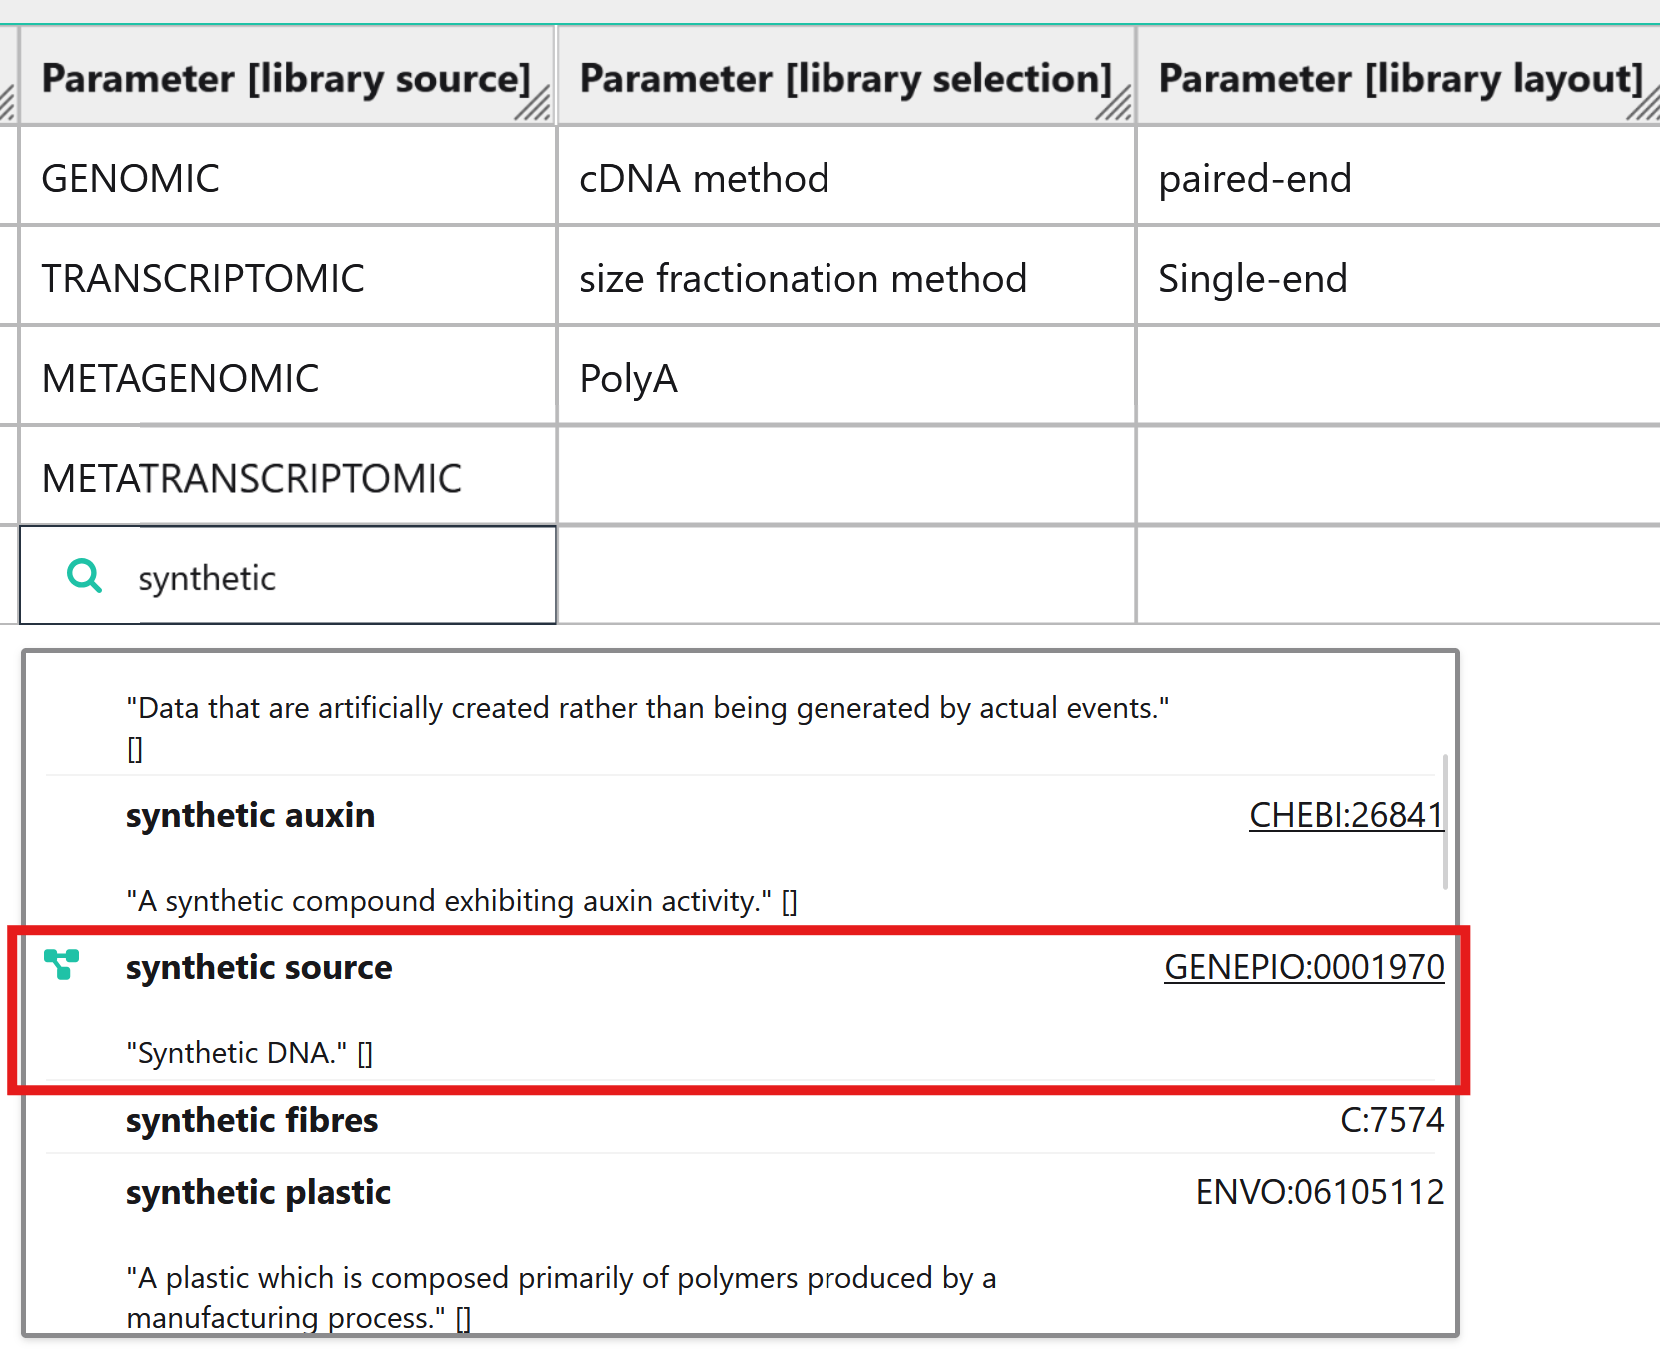 Parameter [library source] Parameter [library selection] Parameter [library layout]
GENOMIC cDNA method paired-end
TRANSCRIPTOMIC size fractionation method Single-end
METAGENOMIC PolyA
METATRANSCRIPTOMIC
synthetic
"Data that are artificially created rather than being generated by actual events."
[]
synthetic auxin CHEBI:26841
"A synthetic compound exhibiting auxin activity." []
synthetic source GENEPIO:0001970
"Synthetic DNA." []
synthetic fibres C:7574
synthetic plastic ENVO:06105112
"A plastic which is composed primarily of polymers produced by a
manufacturing process." []